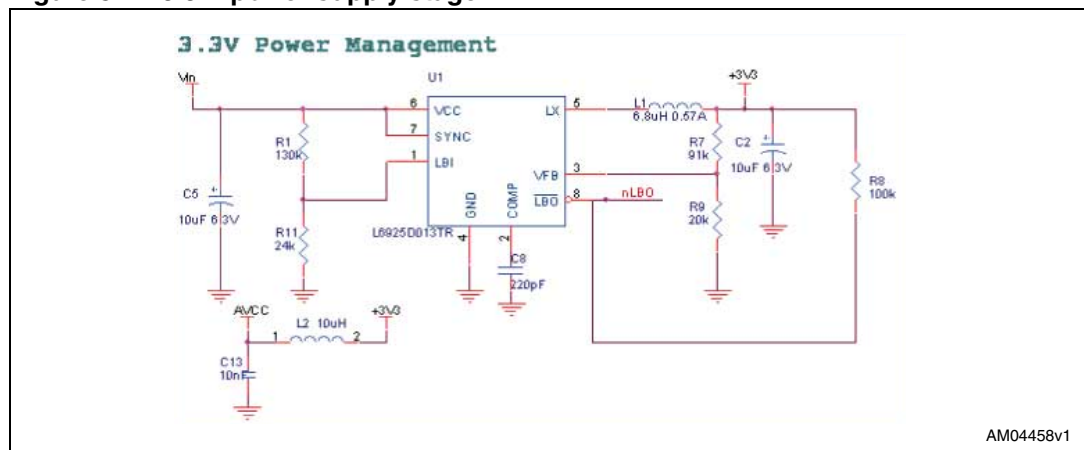 3.3V Power Management
Vin
U1
+3V3
6
VCC
LX
5
L1
6.8uH 0.57A
7
SYNC
R1
130k
1
LBI
R7
91k
C2
+
10uF 6.3V
VFB
3
LBO
8
nLBO
R8
100k
C5
+
10uF 6.3V
GND
COMP
R9
20k
R11
24k
L6925D013TR
4
2
C8
220pF
AVCC
+3V3
L2 10uH
1
2
C13
10nF
AM04458v1